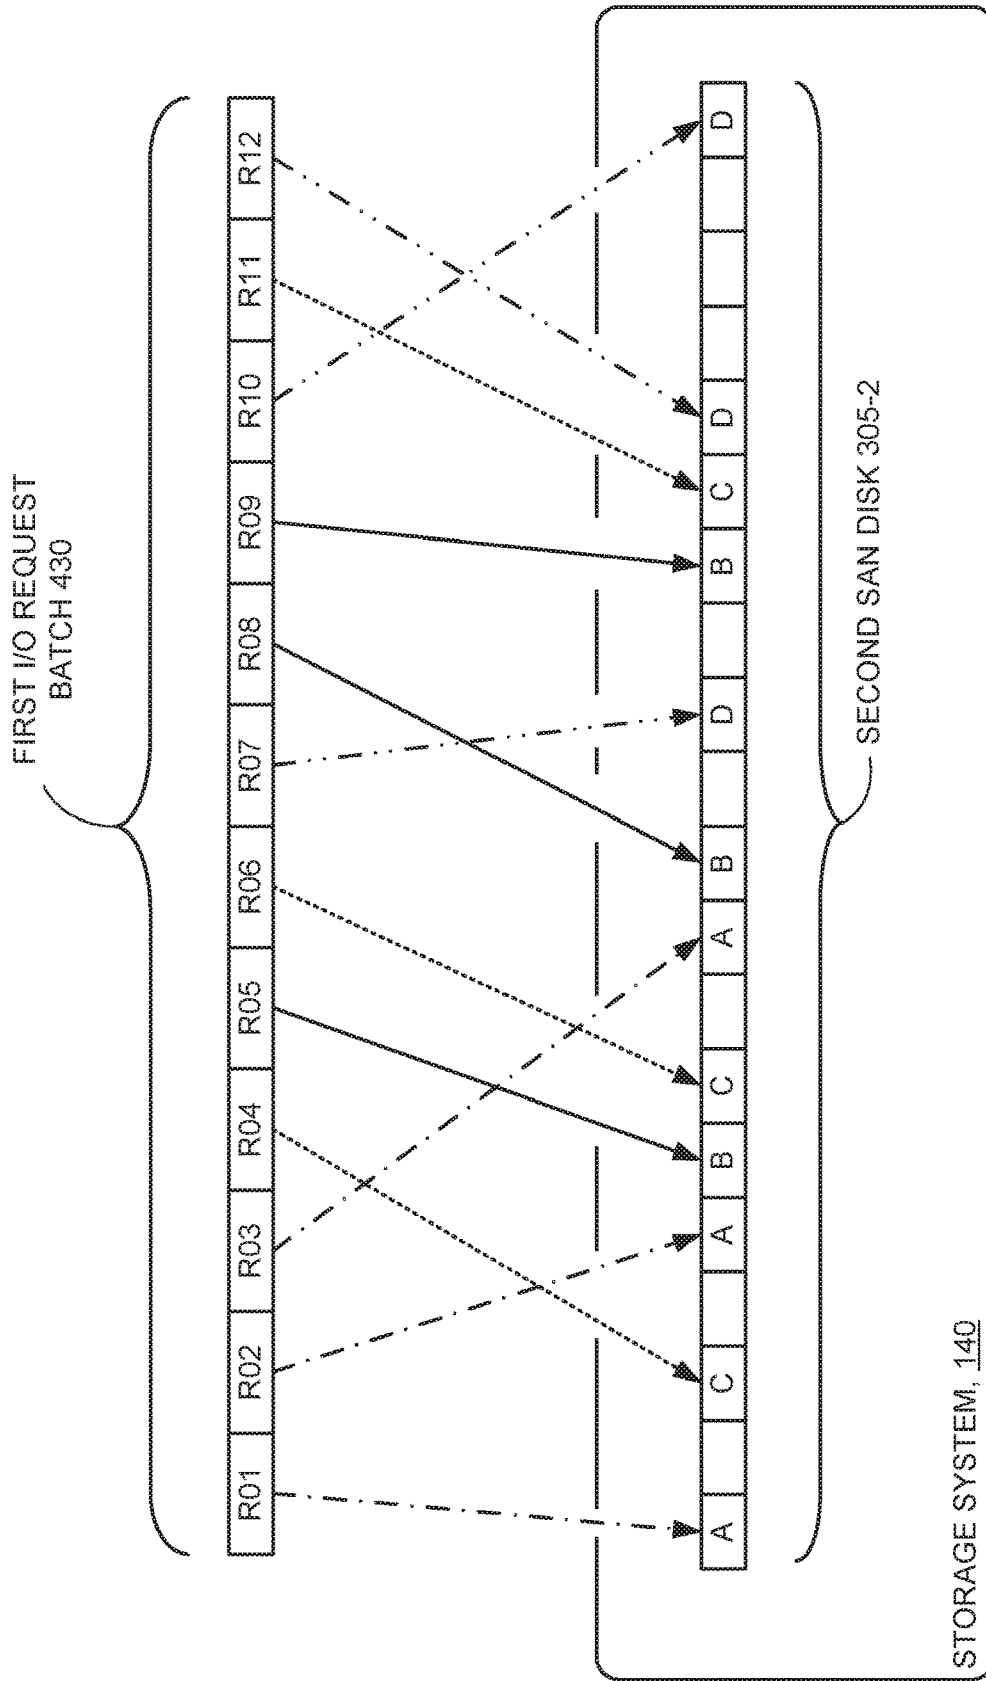 FIRST I/O REQUEST
BATCH 430
R01 R02 R03 R04 R05 R06 R07 R08 R09 R10 R11 R12
A C A B C A B D B C D D
SECOND SAN DISK 305-2
STORAGE SYSTEM, 140